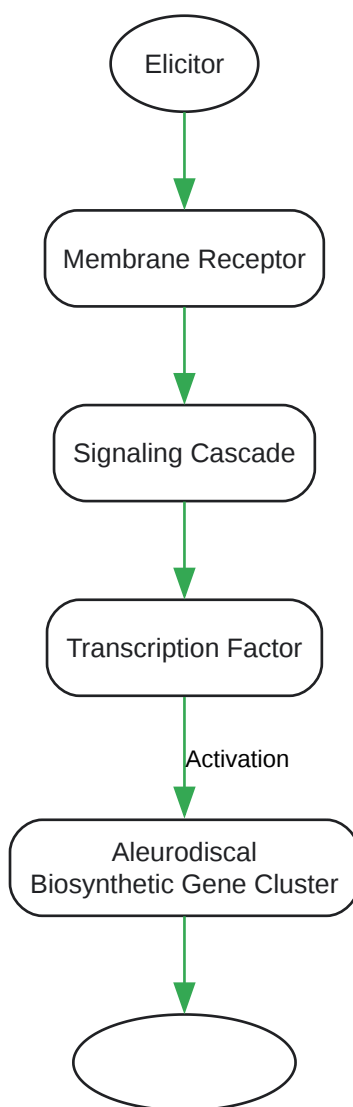 Elicitor
Membrane Receptor
Signaling Cascade
Transcription Factor
Activation
Aleurodiscal
Biosynthetic Gene Cluster